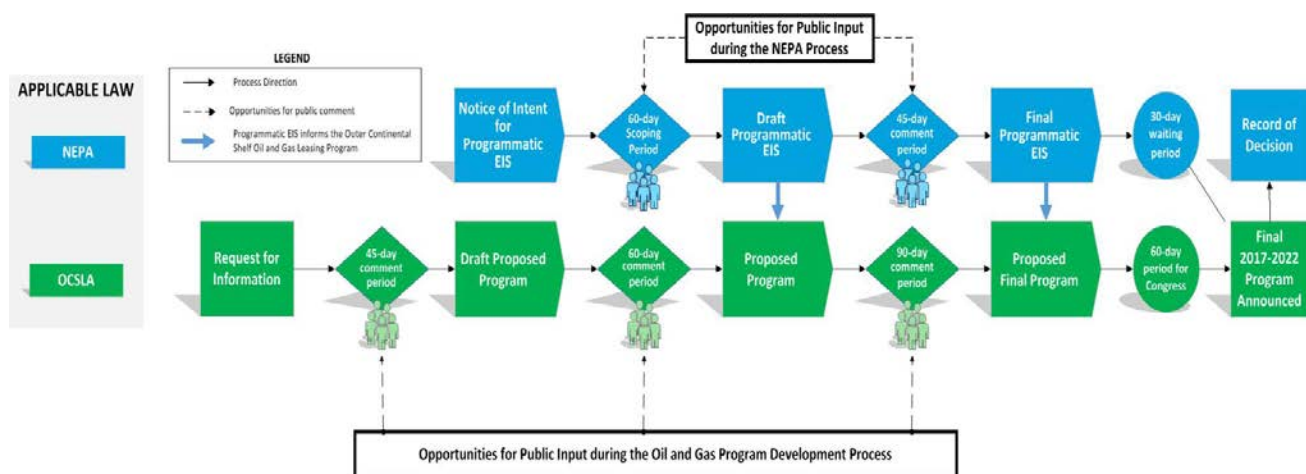 Opportunities for Public Input
during the NEPA Process
LEGEND
Process Direction
Opportunities for public comment
Programmatic EIS informs the Outer Continental
Shelf Oil and Gas Leasing Program
APPLICABLE LAW
NEPA
OCSLA
Notice of Intent
for
Programmatic
EIS
60-day
Scoping
Period
Draft
Programmatic
EIS
45-day
comment
period
Final
Programmatic
EIS
30-day
waiting
period
Record of
Decision
Request for
Information
45-day
comment
period
Draft Proposed
Program
60-day
comment
period
Proposed
Program
90-day
comment
period
Proposed
Final Program
60-day
period for
Congress
Final
2017-2022
Program
Announced
Opportunities for Public Input during the Oil and Gas Program Development Process